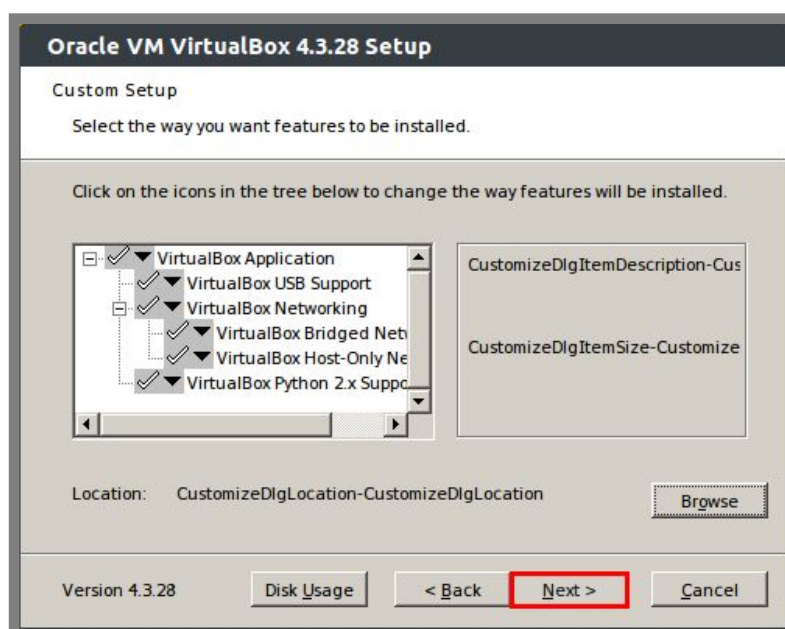 Oracle VM VirtualBox 4.3.28 Setup
Custom Setup
Select the way you want features to be installed.
Click on the icons in the tree below to change the way features will be installed.
VirtualBox Application
VirtualBox USB Support
VirtualBox Networking
VirtualBox Bridged Net
VirtualBox Host-Only Ne
VirtualBox Python 2.x Suppo
CustomizeDlgItemDescription-Cus
CustomizeDlgItemSize-Customize
Location: CustomizeDlgLocation-CustomizeDlgLocation
Browse
Version 4.3.28
Disk Usage
< Back
Next >
Cancel